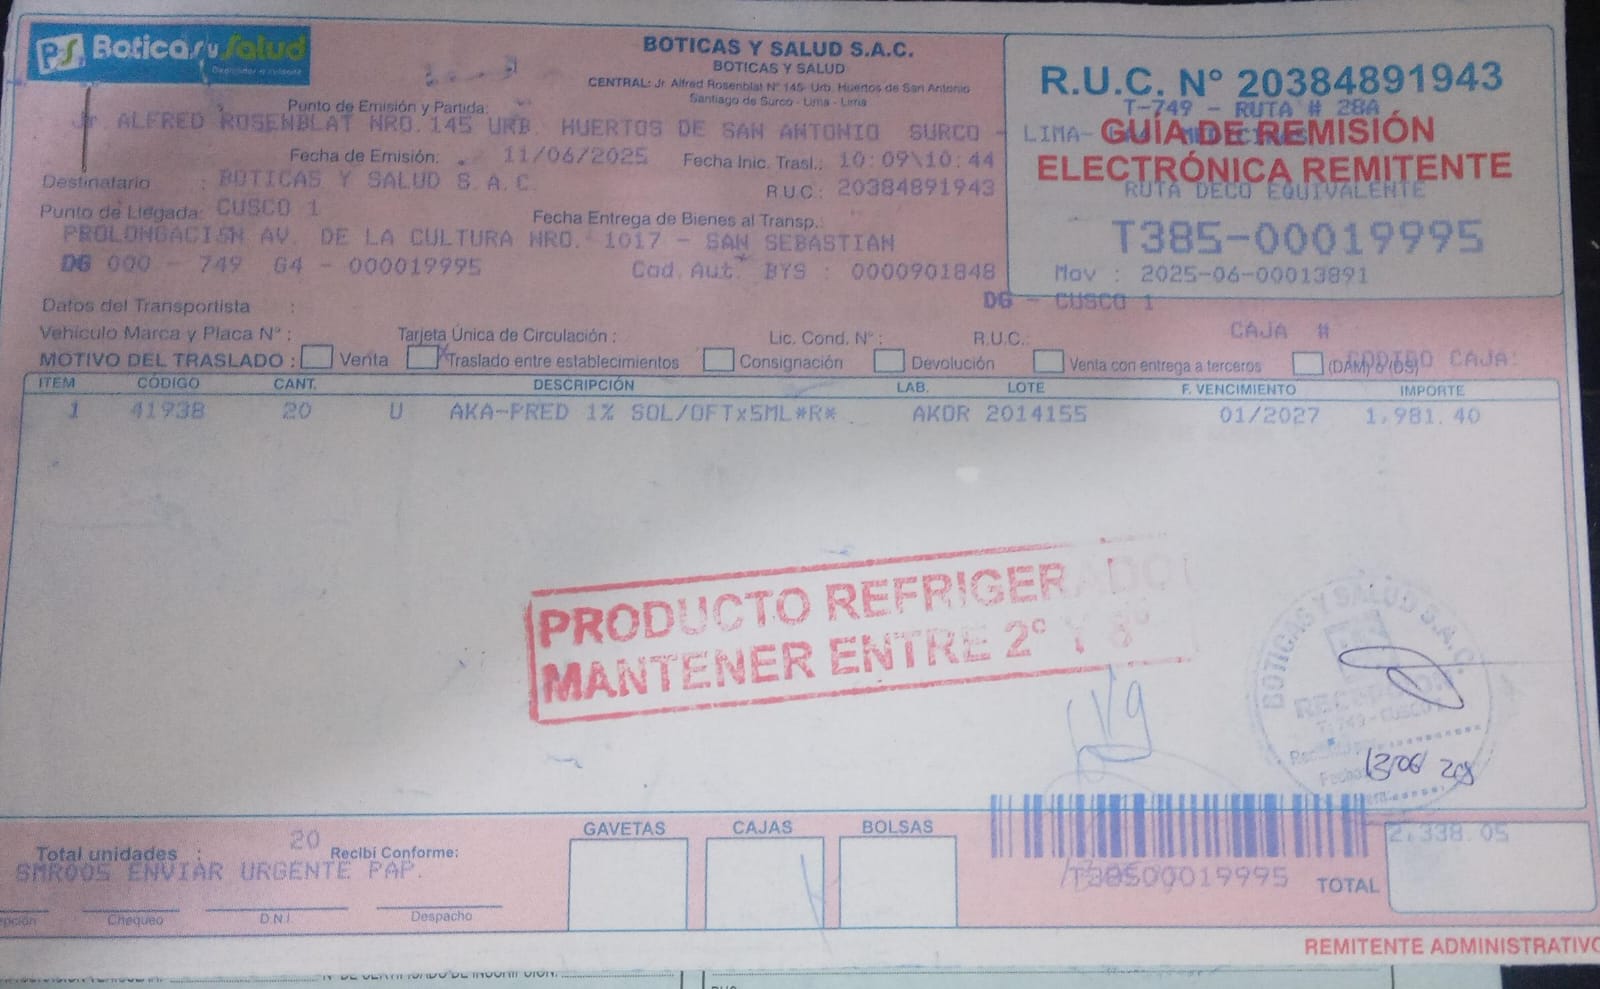 PS Boticas y Salud
BOTICAS Y SALUD S.A.C.
BOTICAS Y SALUD
CENTRAL: Jr. Alfred Rosenblat N° 145- Urb. Huertos de San Antonio
Santiago de Surco - Lima - Lima
R.U.C. N° 20384891943
T-749 - RUTA # 28A
GUÍA DE REMISIÓN
ELECTRÓNICA REMITENTE
RUTA DECO EQUIVALENTE
T385-00019995
Mov : 2025-06-00013891
Punto de Emisión y Partida:
Jr. ALFRED ROSENBLAT NRO.145 URB. HUERTOS DE SAN ANTONIO SURCO - LIMA-
Fecha de Emisión: 11/06/2025 Fecha Inic. Trasl.: 10:09\10:44
Destinatario : BOTICAS Y SALUD S.A.C. R.U.C.: 20384891943
Punto de Llegada: CUSCO 1 Fecha Entrega de Bienes al Transp.:
PROLONGACISN AV. DE LA CULTURA NRO. 1017 - SAN SEBASTIAN
DG 000 - 749 G4 - 000019995 Cod.Aut. BYS : 0000901848
DG - CUSCO 1
Datos del Transportista :
Vehículo Marca y Placa N° : Tarjeta Única de Circulación : Lic. Cond. N° : R.U.C.: CAJA #
MOTIVO DEL TRASLADO : Venta X Traslado entre establecimientos Consignación Devolución Venta con entrega a terceros (DAM) ó (DS) CODIGO CAJA:
ITEM CÓDIGO CANT. DESCRIPCIÓN LAB. LOTE F. VENCIMIENTO IMPORTE
1 41938 20 U AKA-PRED 1% SOL/OFTx5ML*R* AKOR 2014155 01/2027 1,981.40
PRODUCTO REFRIGERADO
MANTENER ENTRE 2° Y 8°
BOTICAS Y SALUD S.A.C.
T-749 - CUSCO
Fecha 13/06
GAVETAS CAJAS BOLSAS
2,338.05
Total unidades : 20 Recibí Conforme:
SMR005 ENVIAR URGENTE PAP.
T38500019995 TOTAL
Chequeo D.N.I. Despacho
REMITENTE ADMINISTRATIVO